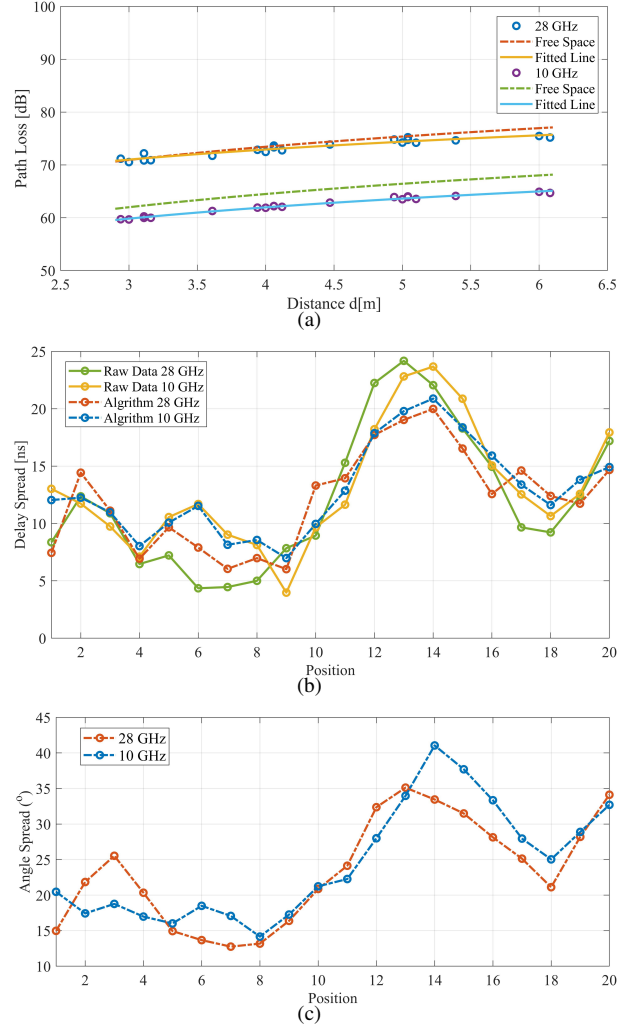 100
90
80
70
60
50
Path Loss [dB]
28 GHz
Free Space
Fitted Line
10 GHz
Free Space
Fitted Line
2.5 3 3.5 4 4.5 5 5.5 6 6.5
Distance d[m]
(a)
25
20
15
10
5
0
Delay Spread [ns]
Raw Data 28 GHz
Raw Data 10 GHz
Algrithm 28 GHz
Algrithm 10 GHz
2 4 6 8 10 12 14 16 18 20
Position
(b)
45
40
35
30
25
20
15
10
Angle Spread (°)
28 GHz
10 GHz
2 4 6 8 10 12 14 16 18 20
Position
(c)